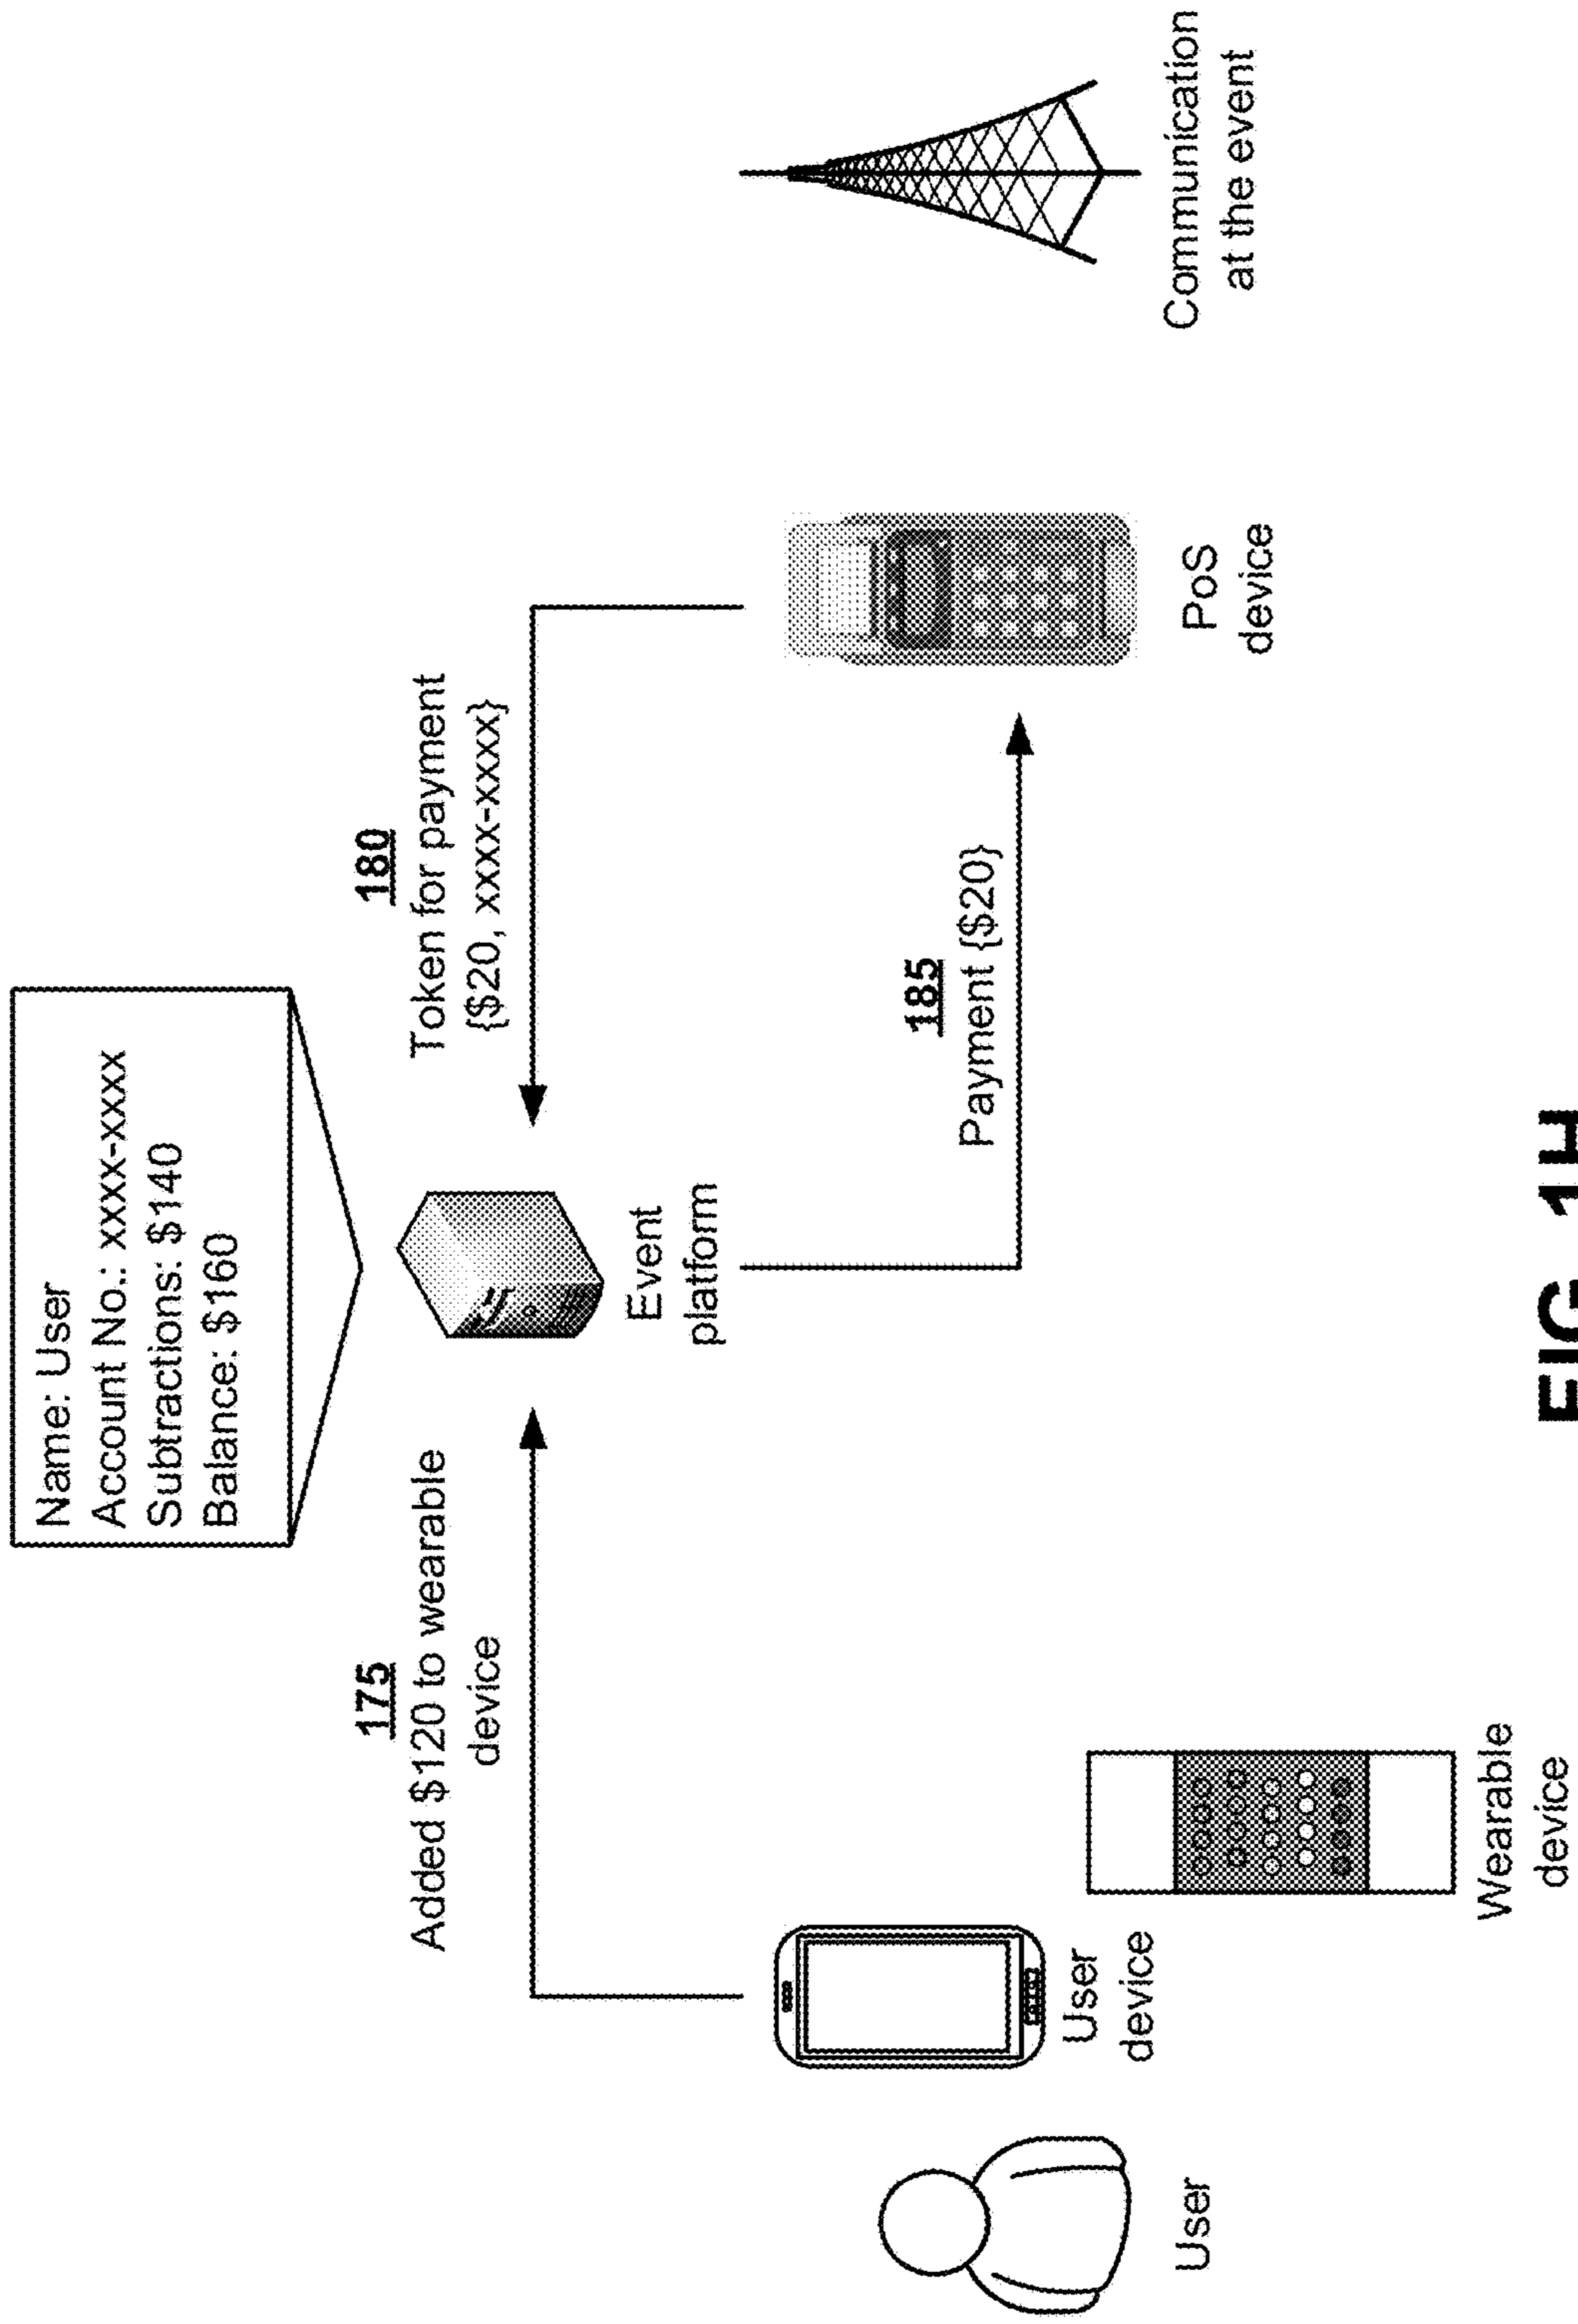 Name: User
Account No.: xxxx-xxxx
Subtractions: $140
Balance: $160
175
Added $120 to wearable
device
180
Token for payment
{$20, xxxx-xxxx}
Event
platform
185
Payment {$20}
User
User
device
Wearable
device
PoS
device
Communication
at the event
FIG. 1H